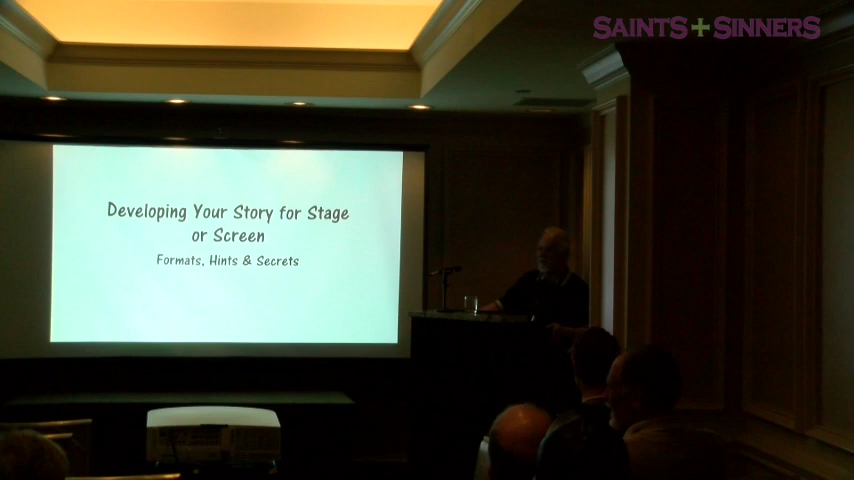 SAINTS+SINNERS
Developing Your Story for Stage
or Screen
Formats, Hints & Secrets